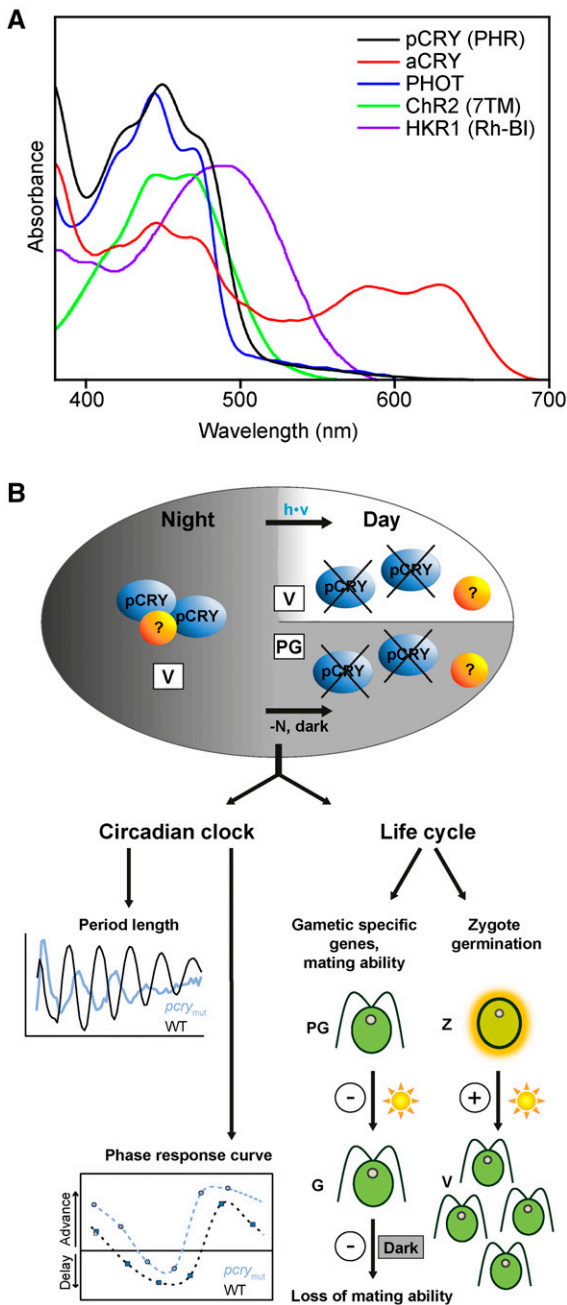 A
pCRY (PHR)
aCRY
PHOT
ChR2 (7TM)
HKR1 (Rh-BI)
Absorbance
400
500
600
700
Wavelength (nm)
B
Night
h•v
Day
pCRY
pCRY
?
V
V
pCRY
pCRY
?
PG
pCRY
pCRY
?
-N, dark
Circadian clock
Life cycle
Period length
pcrymut
WT
Gametic specific
genes,
mating ability
Zygote
germination
PG
Z
-
+
Phase response curve
Advance
Delay
pcrymut
WT
G
V
-
Dark
Loss of mating ability